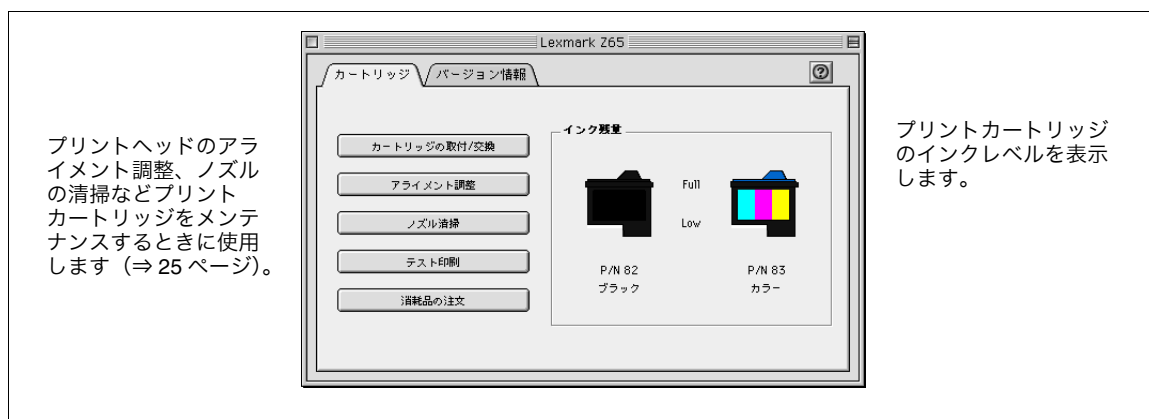 プリントヘッドのアラ
イメント調整、ノズル
の清掃などプリント
カートリッジをメンテ
ナンスするときに使用
します（⇒ 25 ページ）。
Lexmark Z65
カートリッジ
バージョン情報
?
カートリッジの取付/交換
アライメント調整
ノズル清掃
テスト印刷
消耗品の注文
インク残量
Full
Low
P/N 82
ブラック
P/N 83
カラー
プリントカートリッジ
のインクレベルを表示
します。